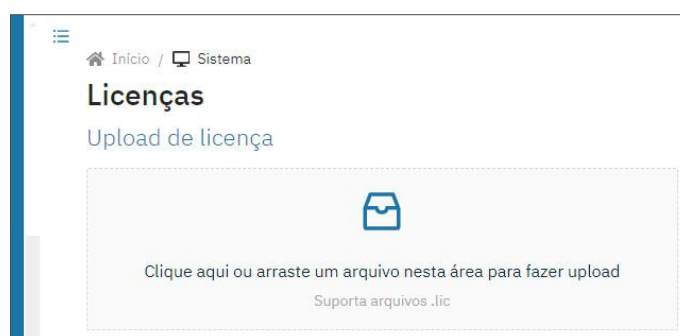 Início / Sistema
Licenças
Upload de licença
Clique aqui ou arraste um arquivo nesta área para fazer upload
Suporta arquivos .lic